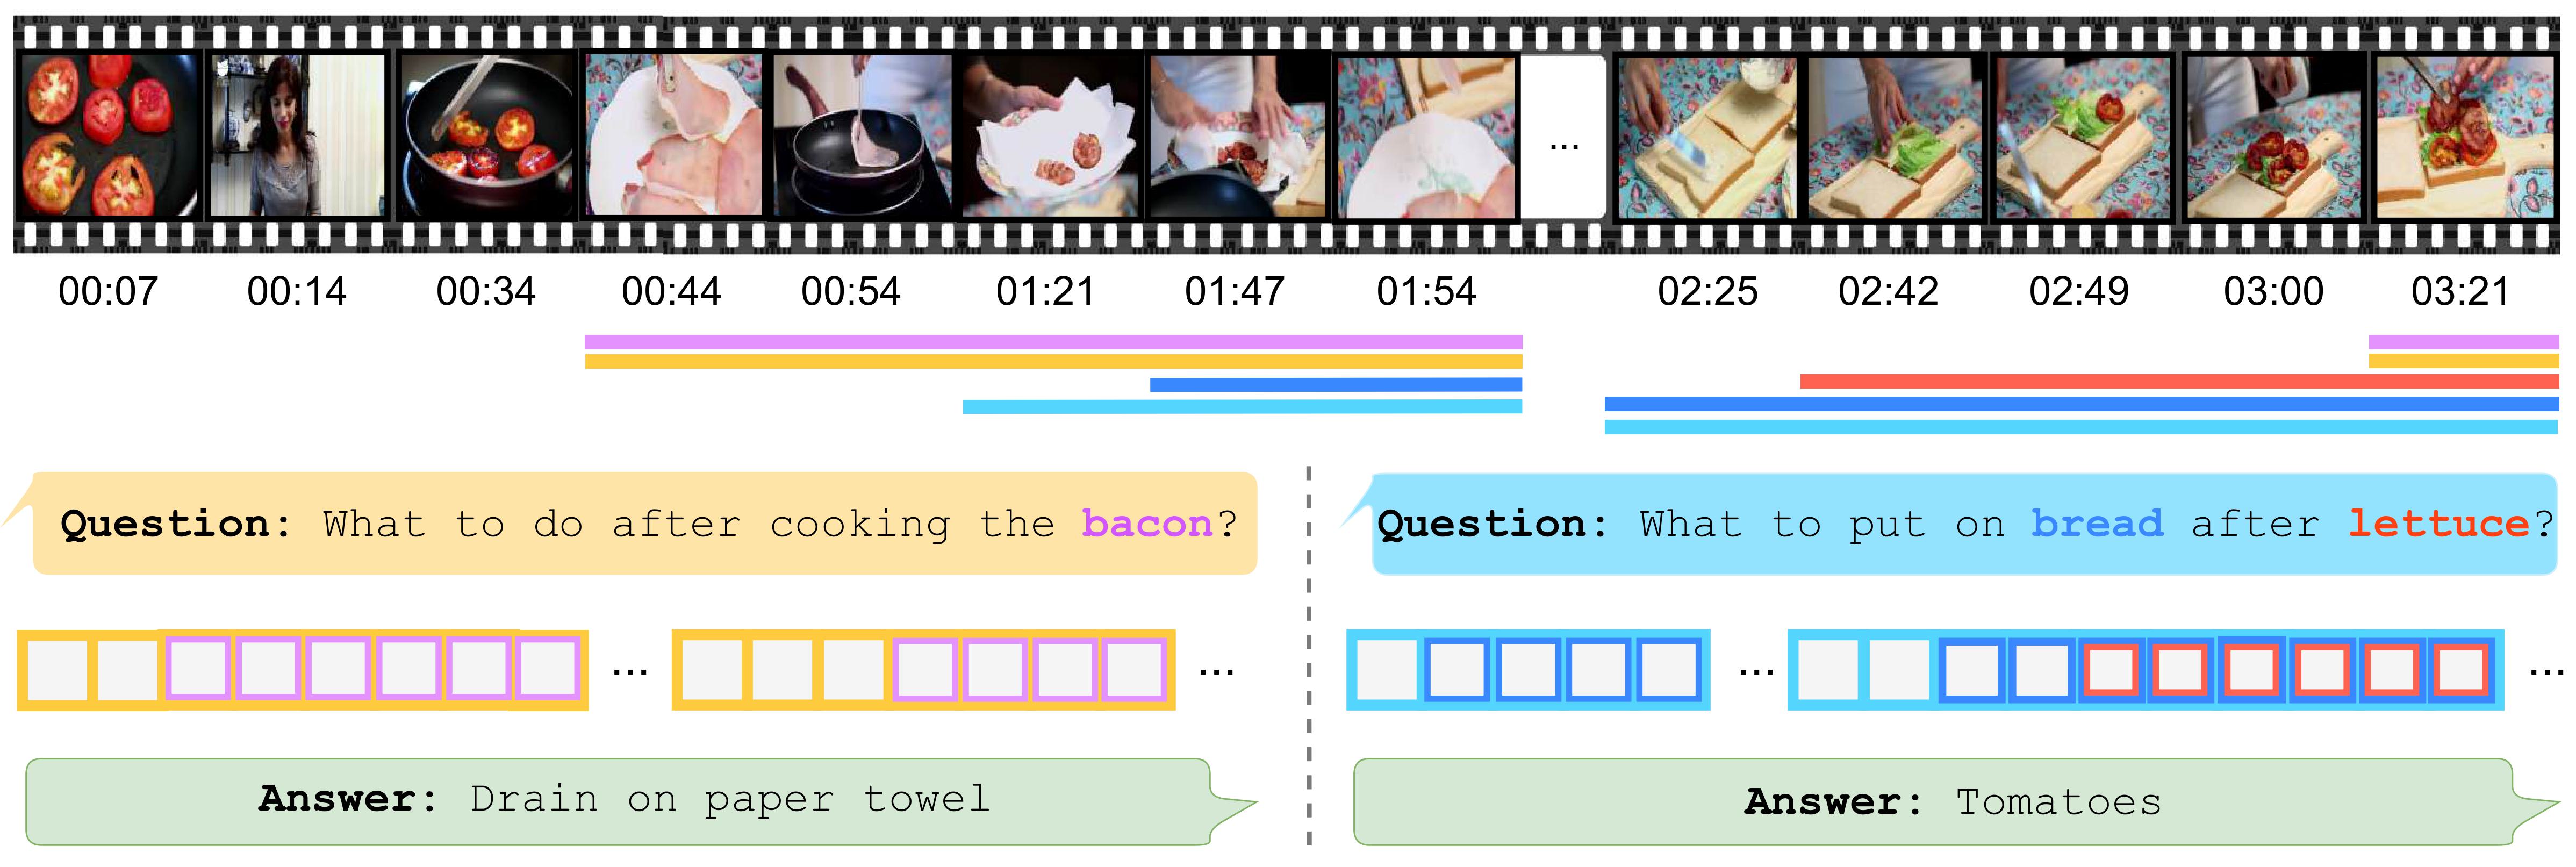 ...
00:07 00:14 00:34 00:44 00:54 01:21 01:47 01:54 02:25 02:42 02:49 03:00 03:21
Question: What to do after cooking the bacon?
Question: What to put on bread after lettuce?
... ... ... ...
Answer: Drain on paper towel
Answer: Tomatoes